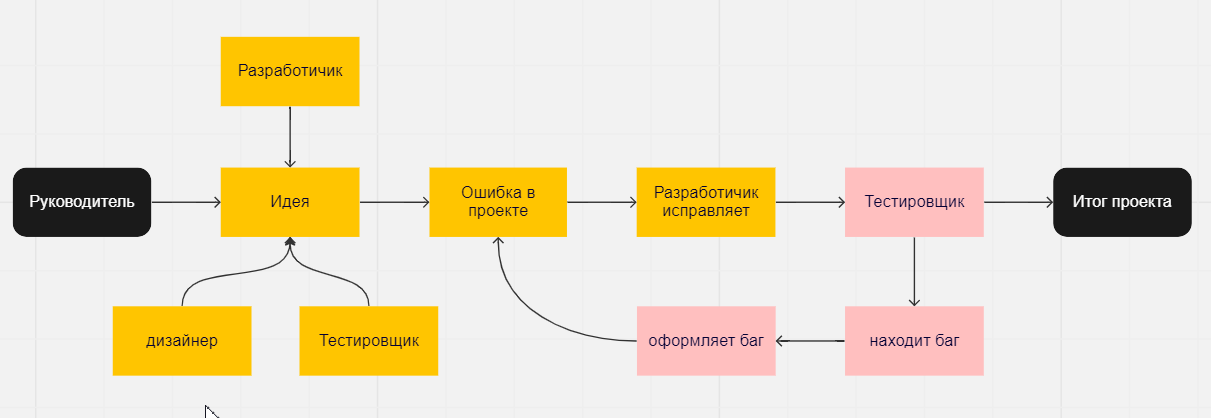 Разработичик
Руководитель
Идея
Ошибка в
проекте
Разработичик
исправляет
Тестировщик
Итог проекта
дизайнер
Тестировщик
оформляет баг
находит баг